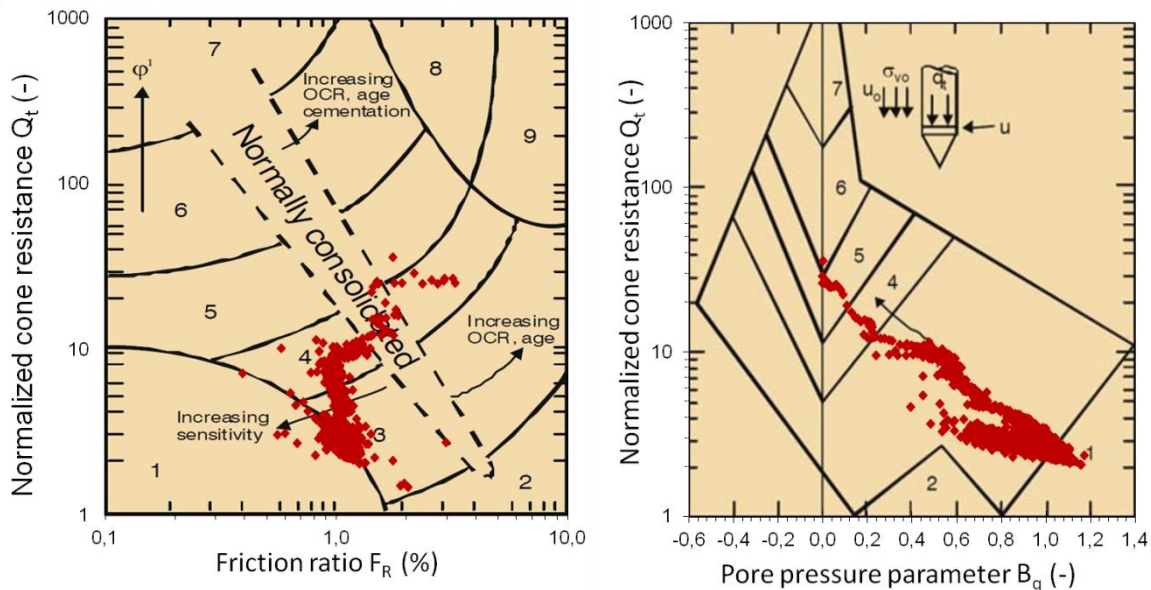 Normalized cone resistance Qt (-)
1000
100
10
1
φ¹
7
8
9
6
5
4
3
1
2
Increasing
OCR, age
cementation
Normally consolidated
Increasing
OCR, age
Increasing
sensitivity
0,1
1,0
10,0
Friction ratio FR (%)
Normalized cone resistance Qt (-)
1000
100
10
1
7
6
5
4
1
2
σvo
uo
qt
u
-0,6
-0,4
-0,2
0,0
0,2
0,4
0,6
0,8
1,0
1,2
1,4
Pore pressure parameter Bq (-)